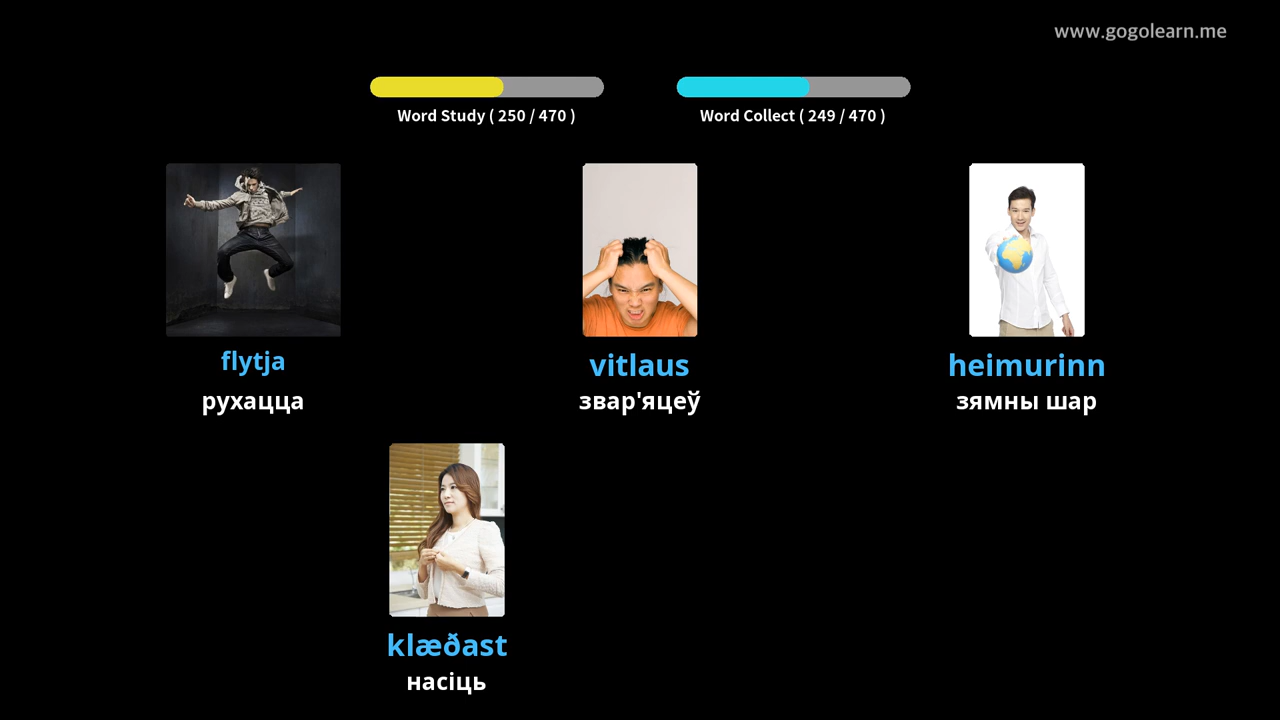 www.gogolearn.me
Word Study ( 250 / 470 )
Word Collect ( 249 / 470 )
flytja
рухацца
vitlaus
звар'яцеў
heimurinn
зямны шар
klæðast
насіць